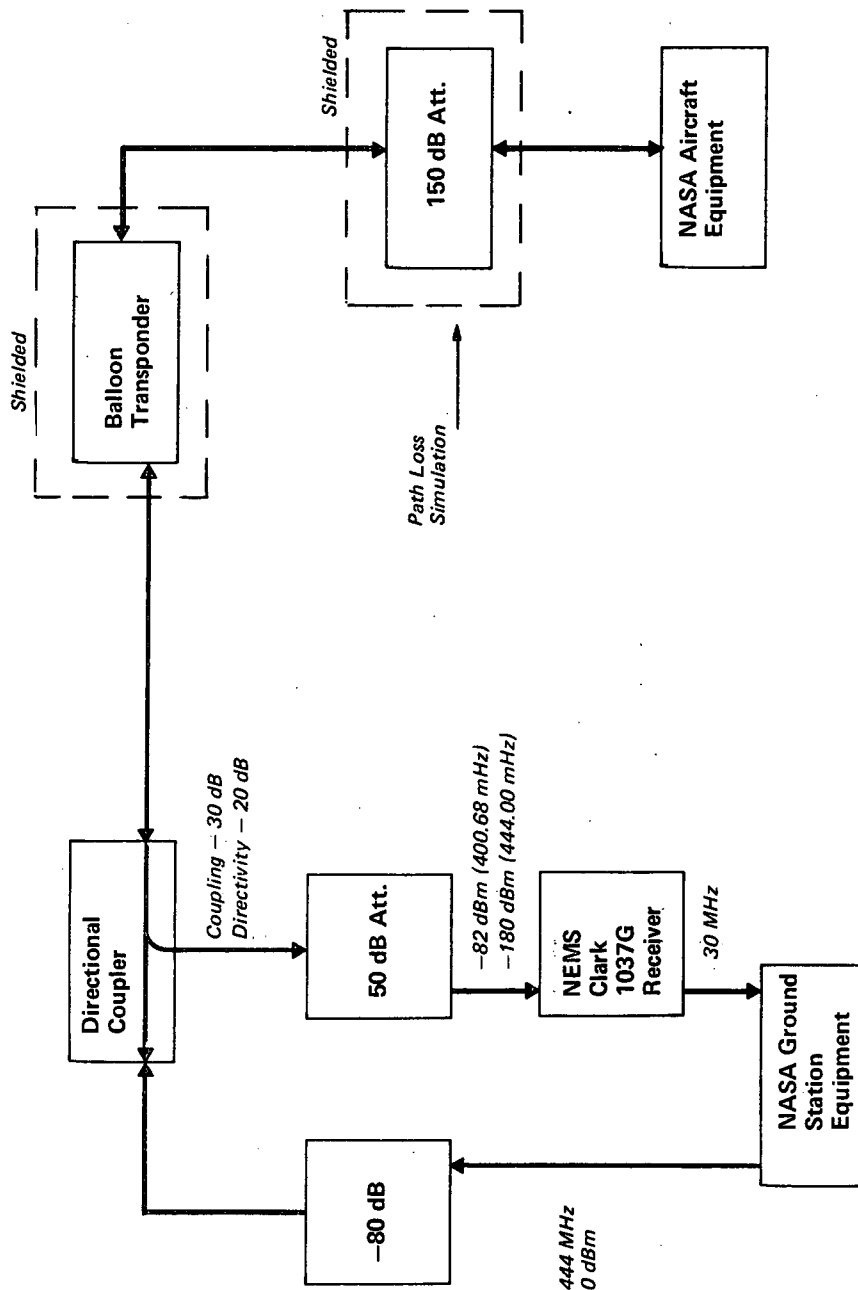 Shielded
Balloon
Transponder
Shielded
150 dB Att.
NASA Aircraft
Equipment
Path Loss
Simulation
Directional
Coupler
Coupling – 30 dB
Directivity – 20 dB
50 dB Att.
–82 dBm (400.68 mHz)
–180 dBm (444.00 mHz)
NEMS
Clark
1037G
Receiver
30 MHz
NASA Ground
Station
Equipment
–80 dB
444 MHz
0 dBm